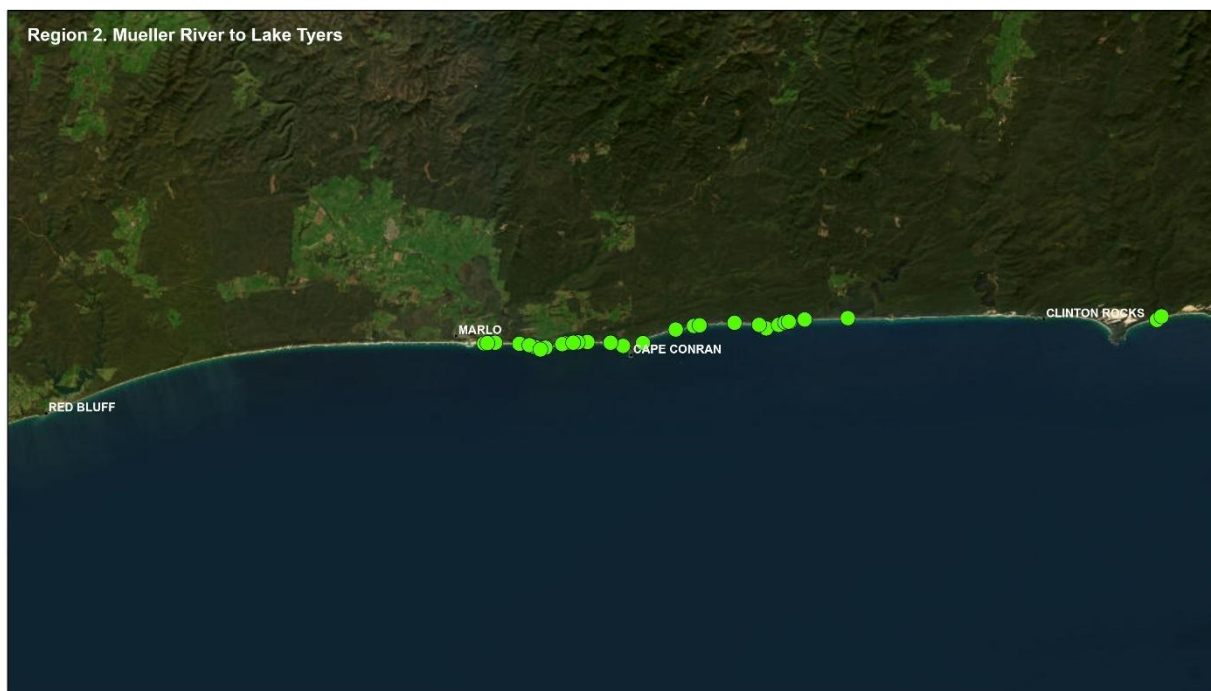 Region 2. Mueller River to Lake Tyers
CLINTON ROCKS
MARLO
CAPE CONRAN
RED BLUFF